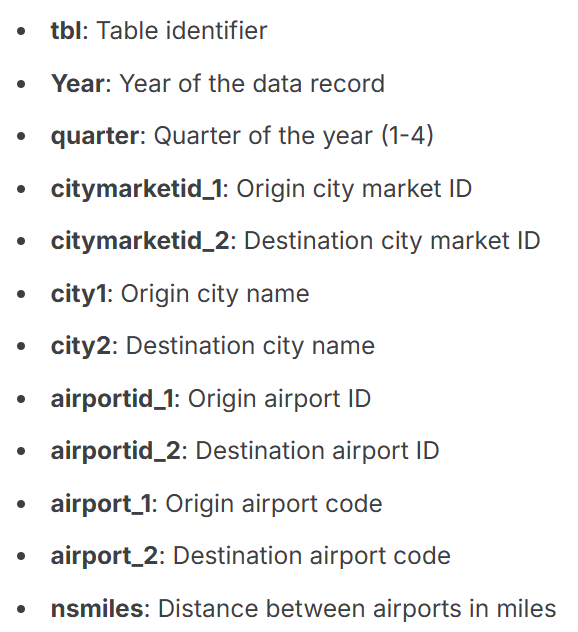 • tbl: Table identifier
• Year: Year of the data record
• quarter: Quarter of the year (1-4)
• citymarketid_1: Origin city market ID
• citymarketid_2: Destination city market ID
• city1: Origin city name
• city2: Destination city name
• airportid_1: Origin airport ID
• airportid_2: Destination airport ID
• airport_1: Origin airport code
• airport_2: Destination airport code
• nsmiles: Distance between airports in miles